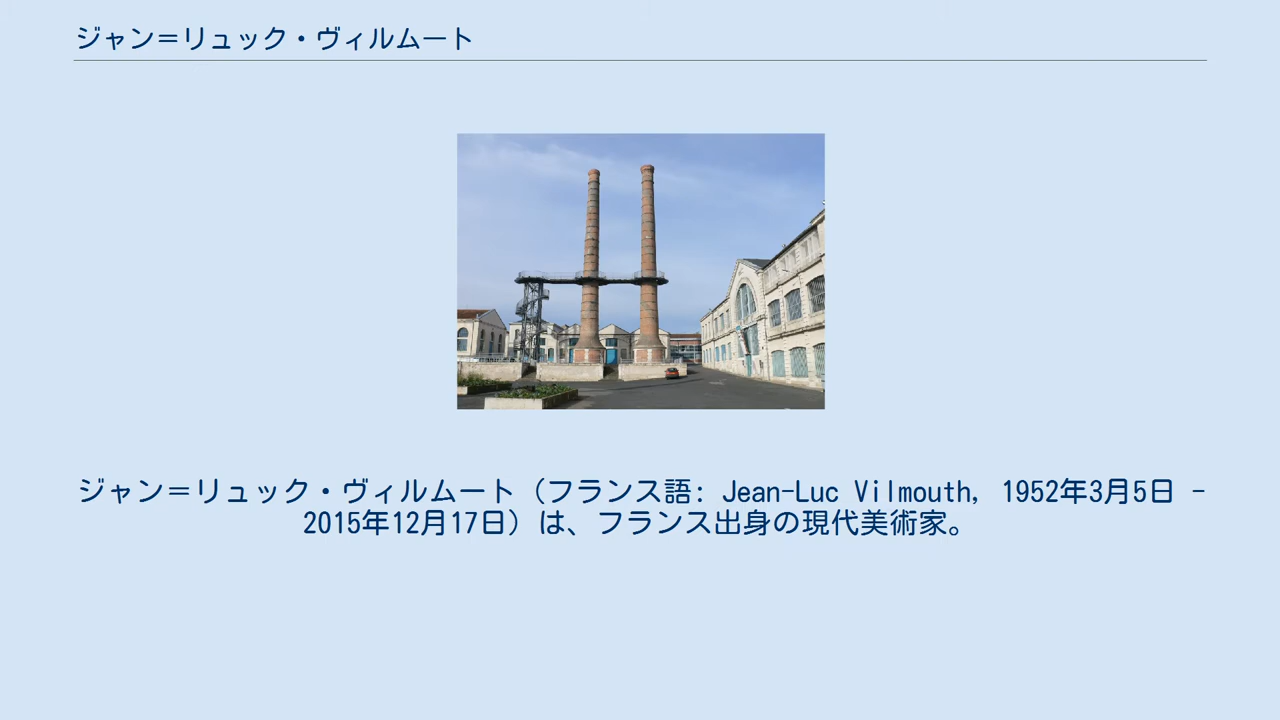 ジャン＝リュック・ヴィルムート
ジャン＝リュック・ヴィルムート（フランス語: Jean-Luc Vilmouth, 1952年3月5日 -
2015年12月17日）は、フランス出身の現代美術家。